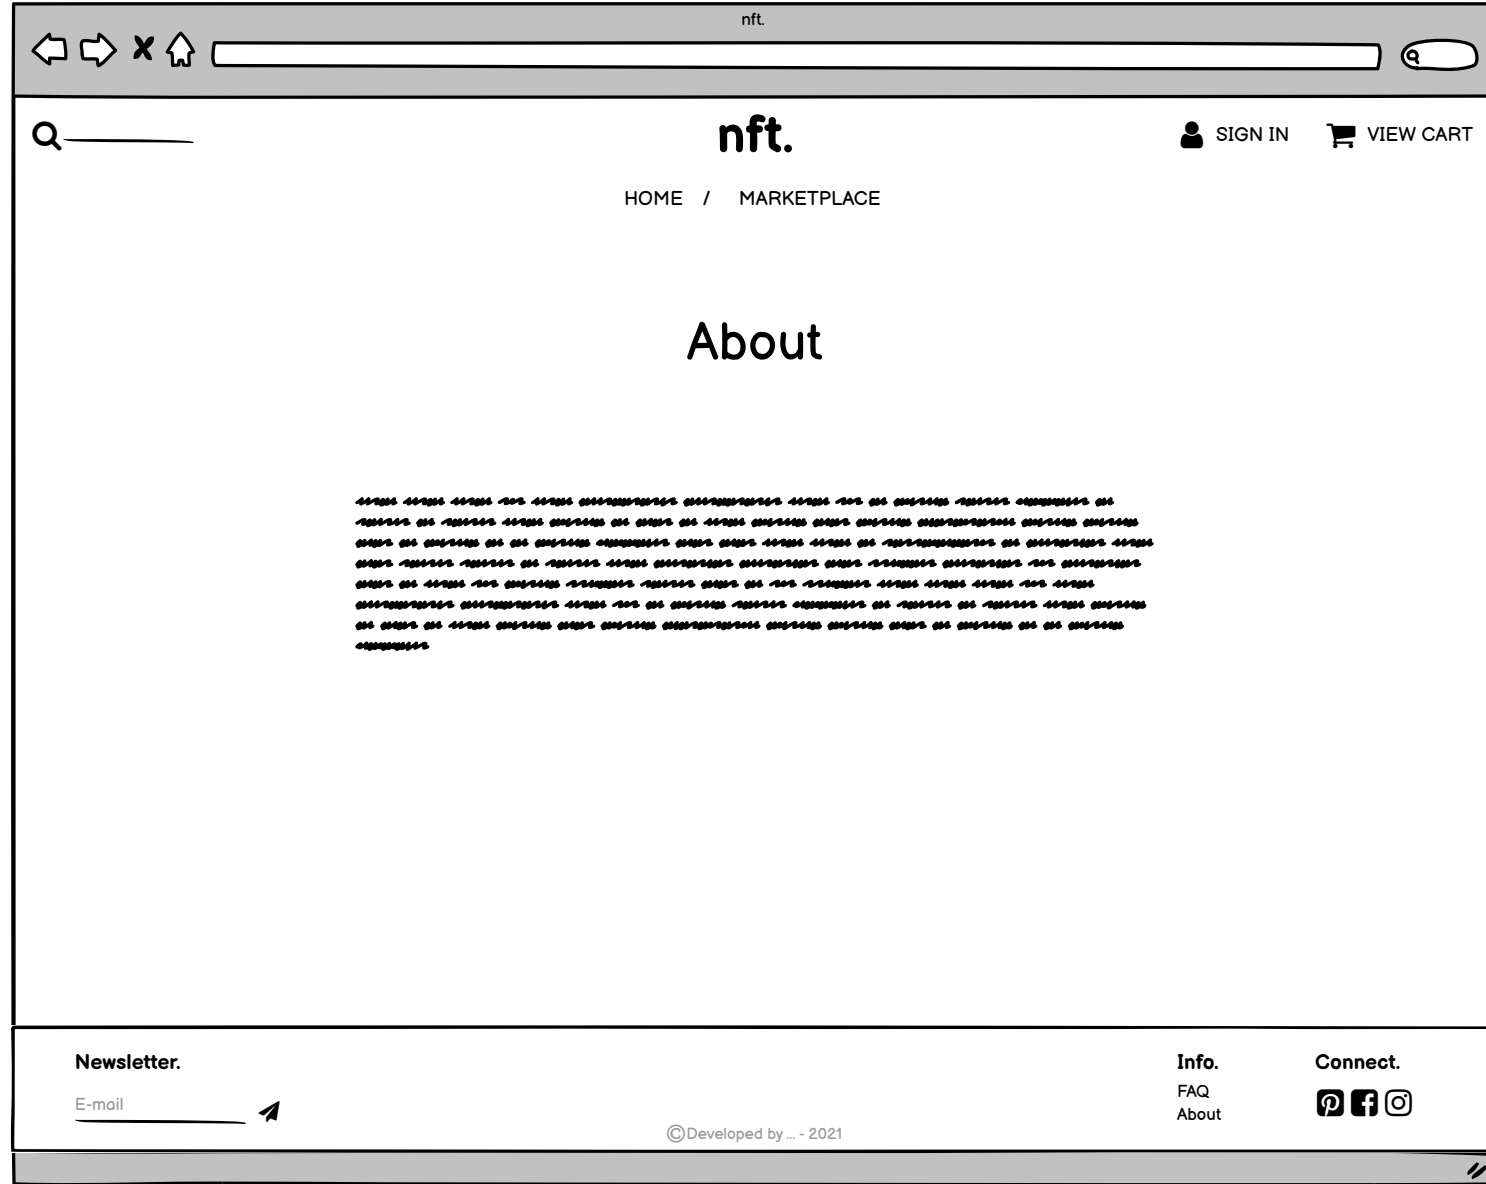 nft.
nft.
SIGN IN
VIEW CART
HOME / MARKETPLACE
About
Newsletter.
E-mail
Info.
FAQ
About
Connect.
©Developed by ... - 2021